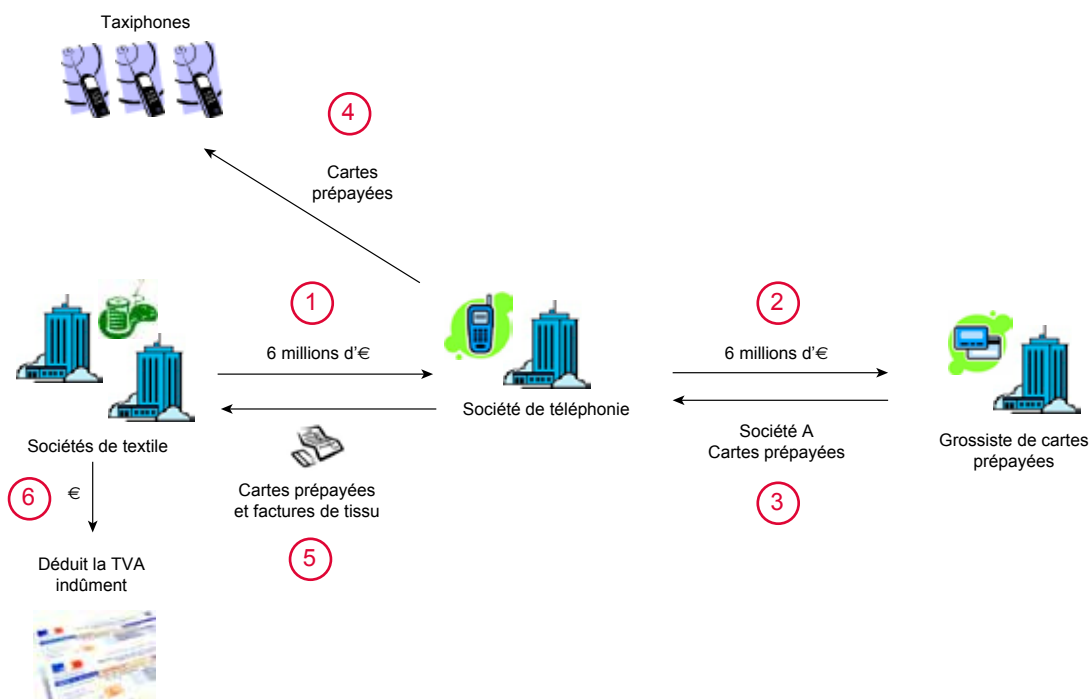 Taxiphones
4
Cartes
prépayées
1
2
6 millions d'€
6 millions d'€
Société de téléphonie
Sociétés de textile
Société A
Cartes prépayées
Grossiste de cartes
prépayées
6
€
Cartes prépayées
et factures de tissu
3
5
Déduit la TVA
indûment